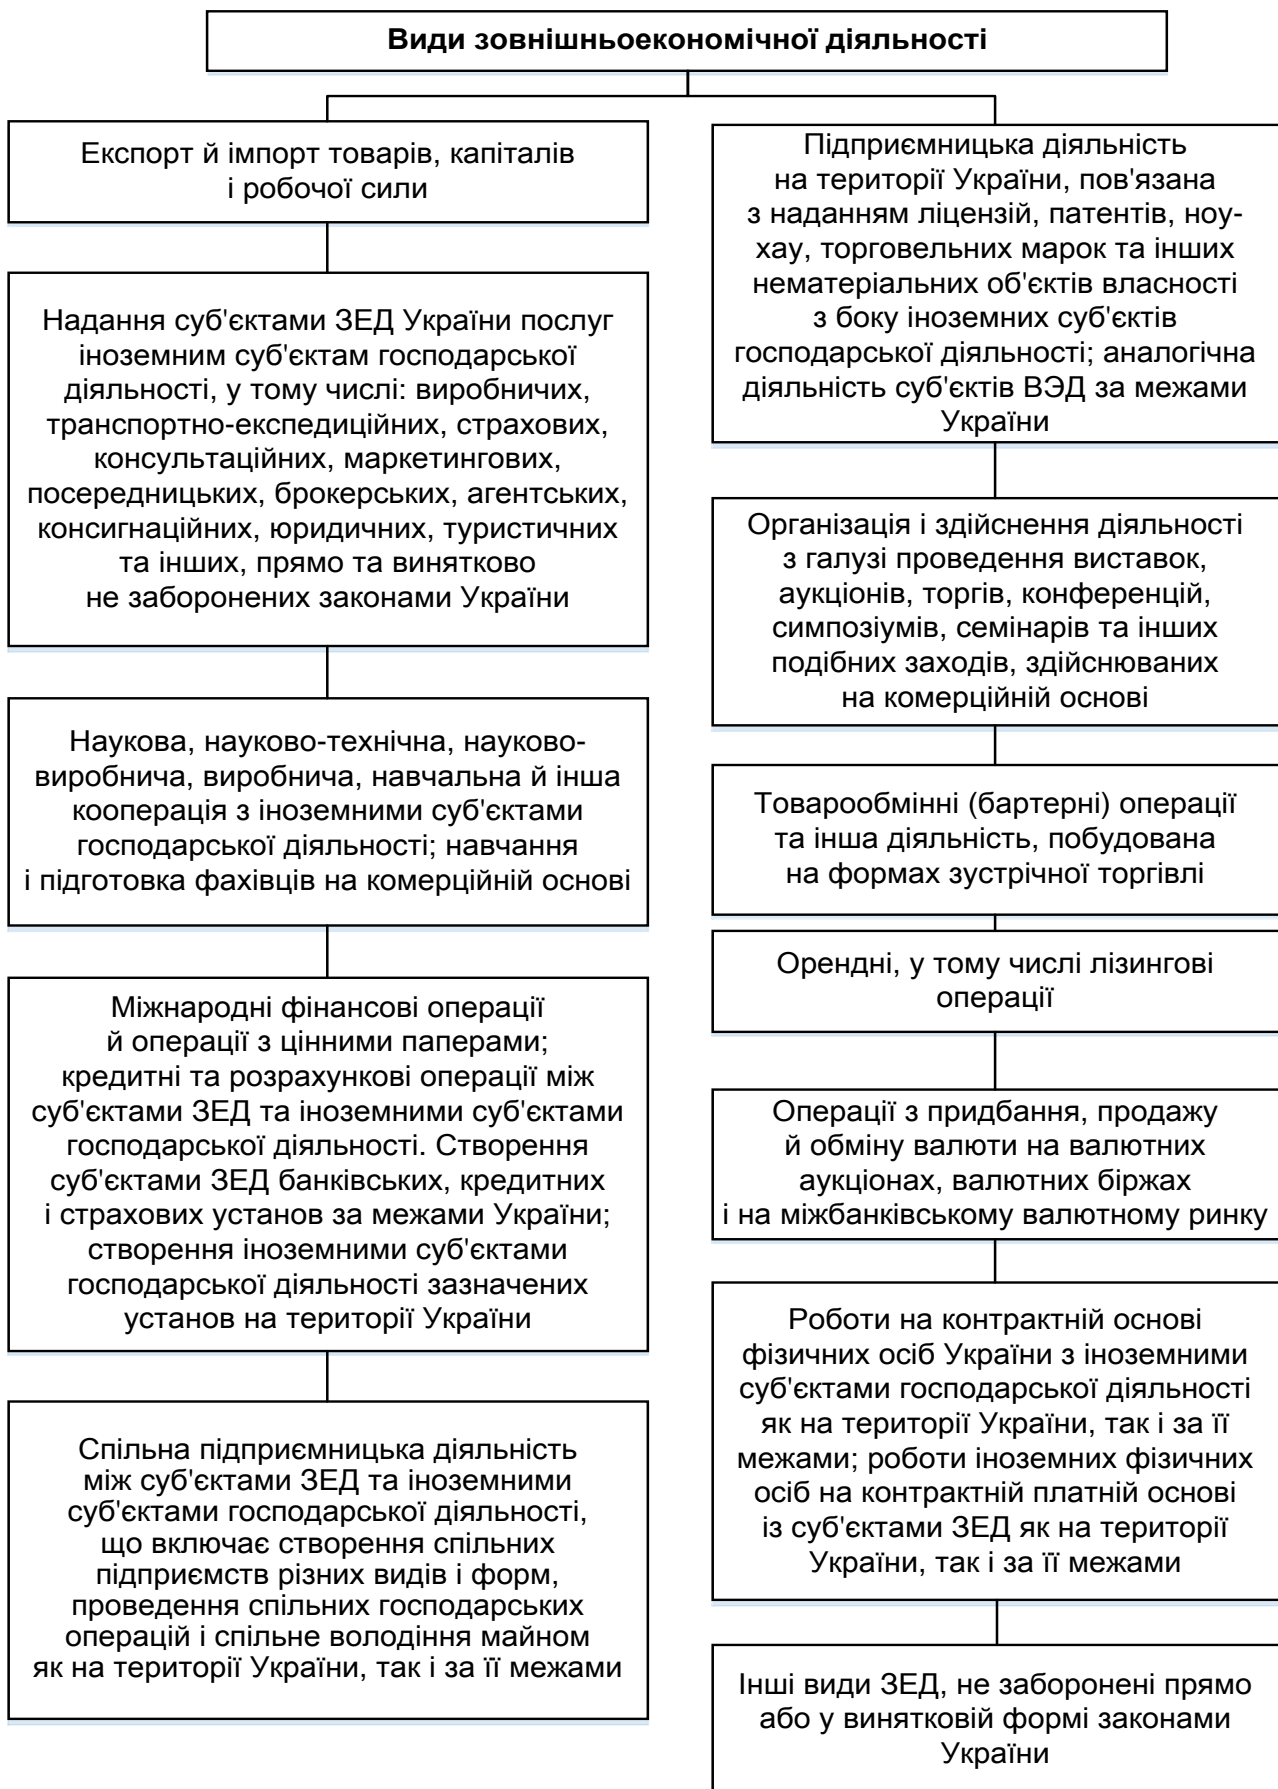 Види зовнішньоекономічної діяльності
Експорт й імпорт товарів, капіталів
і робочої сили
Надання суб'єктами ЗЕД України послуг
іноземним суб'єктам господарської
діяльності, у тому числі: виробничих,
транспортно-експедиційних, страхових,
консультаційних, маркетингових,
посередницьких, брокерських, агентських,
консигнаційних, юридичних, туристичних
та інших, прямо та винятково
не заборонених законами України
Наукова, науково-технічна, науково-
виробнича, виробнича, навчальна й інша
кооперація з іноземними суб'єктами
господарської діяльності; навчання
і підготовка фахівців на комерційній основі
Міжнародні фінансові операції
й операції з цінними паперами;
кредитні та розрахункові операції між
суб'єктами ЗЕД та іноземними суб'єктами
господарської діяльності. Створення
суб'єктами ЗЕД банківських, кредитних
і страхових установ за межами України;
створення іноземними суб'єктами
господарської діяльності зазначених
установ на території України
Спільна підприємницька діяльність
між суб'єктами ЗЕД та іноземними
суб'єктами господарської діяльності,
що включає створення спільних
підприємств різних видів і форм,
проведення спільних господарських
операцій і спільне володіння майном
як на території України, так і за її межами
Підприємницька діяльність
на території України, пов'язана
з наданням ліцензій, патентів, ноу-
хау, торговельних марок та інших
нематеріальних об'єктів власності
з боку іноземних суб'єктів
господарської діяльності; аналогічна
діяльність суб'єктів ВЭД за межами
України
Організація і здійснення діяльності
з галузі проведення виставок,
аукціонів, торгів, конференцій,
симпозіумів, семінарів та інших
подібних заходів, здійснюваних
на комерційній основі
Товарообмінні (бартерні) операції
та інша діяльність, побудована
на формах зустрічної торгівлі
Орендні, у тому числі лізингові
операції
Операції з придбання, продажу
й обміну валюти на валютних
аукціонах, валютних біржах
і на міжбанківському валютному ринку
Роботи на контрактній основі
фізичних осіб України з іноземними
суб'єктами господарської діяльності
як на території України, так і за її
межами; роботи іноземних фізичних
осіб на контрактній платній основі
із суб'єктами ЗЕД як на території
України, так і за її межами
Інші види ЗЕД, не заборонені прямо
або у винятковій формі законами
України